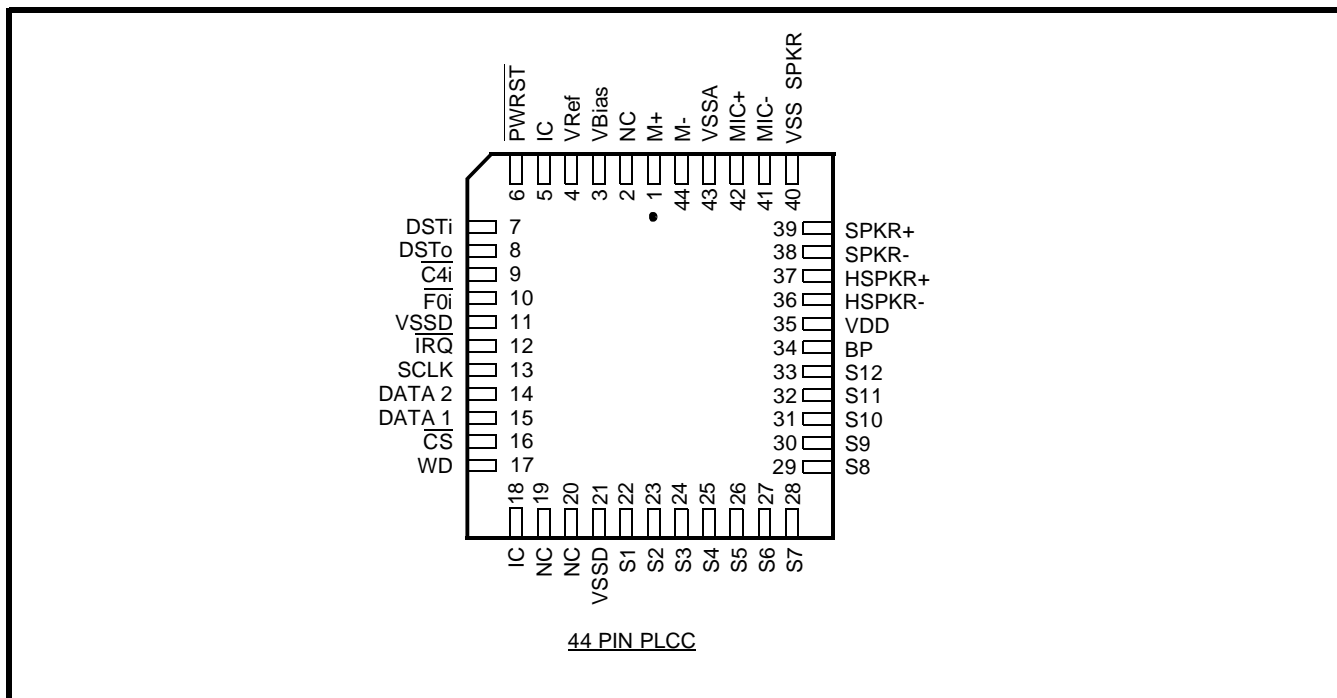 PWRST
IC
VRef
VBias
NC
M+
M-
VSSA
MIC+
MIC-
VSS SPKR
6
5
4
3
2
1
44
43
42
41
40
DSTi 7
DSTo 8
C4i 9
F0i 10
VSSD 11
IRQ 12
SCLK 13
DATA 2 14
DATA 1 15
CS 16
WD 17
39 SPKR+
38 SPKR-
37 HSPKR+
36 HSPKR-
35 VDD
34 BP
33 S12
32 S11
31 S10
30 S9
29 S8
18
19
20
21
22
23
24
25
26
27
28
IC
NC
NC
VSSD
S1
S2
S3
S4
S5
S6
S7
44 PIN PLCC